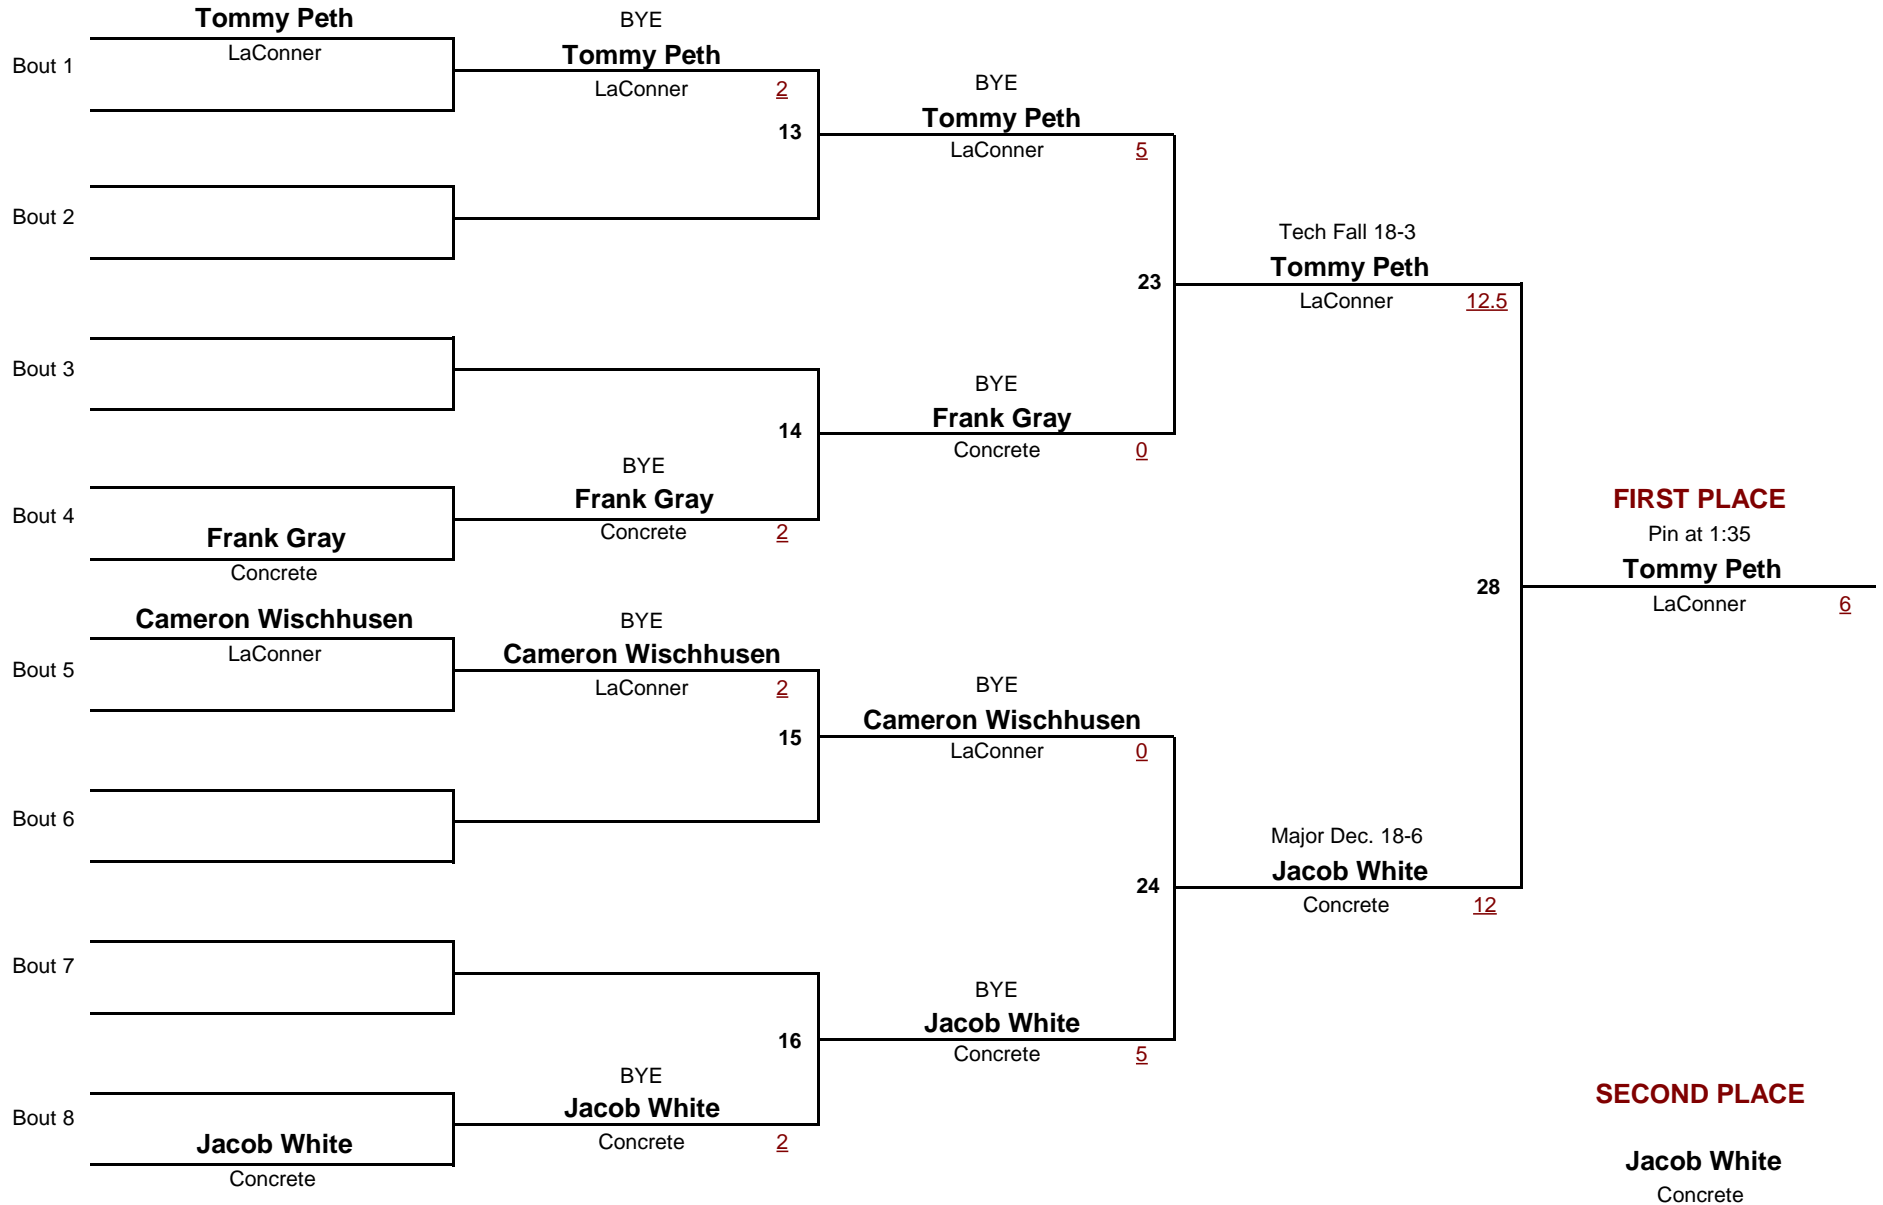 Tommy Peth
LaConner
Bout 1
BYE
Tommy Peth
LaConner 2
13
BYE
Tommy Peth
LaConner 5
Bout 2
23
Tech Fall 18-3
Tommy Peth
LaConner 12.5
Bout 3
14
BYE
Frank Gray
Concrete 0
BYE
Frank Gray
Concrete 2
Bout 4
Frank Gray
Concrete
28
FIRST PLACE
Pin at 1:35
Tommy Peth
LaConner 6
Cameron Wischhusen
LaConner
Bout 5
BYE
Cameron Wischhusen
LaConner 2
15
BYE
Cameron Wischhusen
LaConner 0
Bout 6
24
Major Dec. 18-6
Jacob White
Concrete 12
Bout 7
16
BYE
Jacob White
Concrete 5
BYE
Jacob White
Concrete 2
Bout 8
Jacob White
Concrete
SECOND PLACE
Jacob White
Concrete